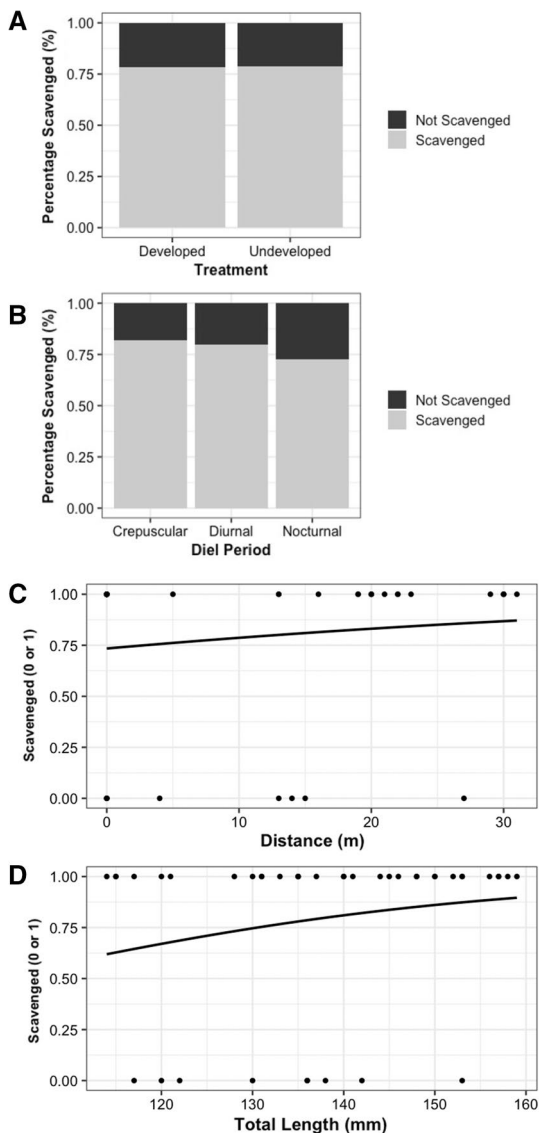 A
Percentage Scavenged (%)
1.00
0.75
0.50
0.25
0.00
Developed Undeveloped
Treatment
Not Scavenged
Scavenged
B
Percentage Scavenged (%)
1.00
0.75
0.50
0.25
0.00
Crepuscular Diurnal Nocturnal
Diel Period
Not Scavenged
Scavenged
C
Scaveneged (0 or 1)
1.00
0.75
0.50
0.25
0.00
0 10 20 30
Distance (m)
D
Scavenged (0 or 1)
1.00
0.75
0.50
0.25
0.00
120 130 140 150 160
Total Length (mm)